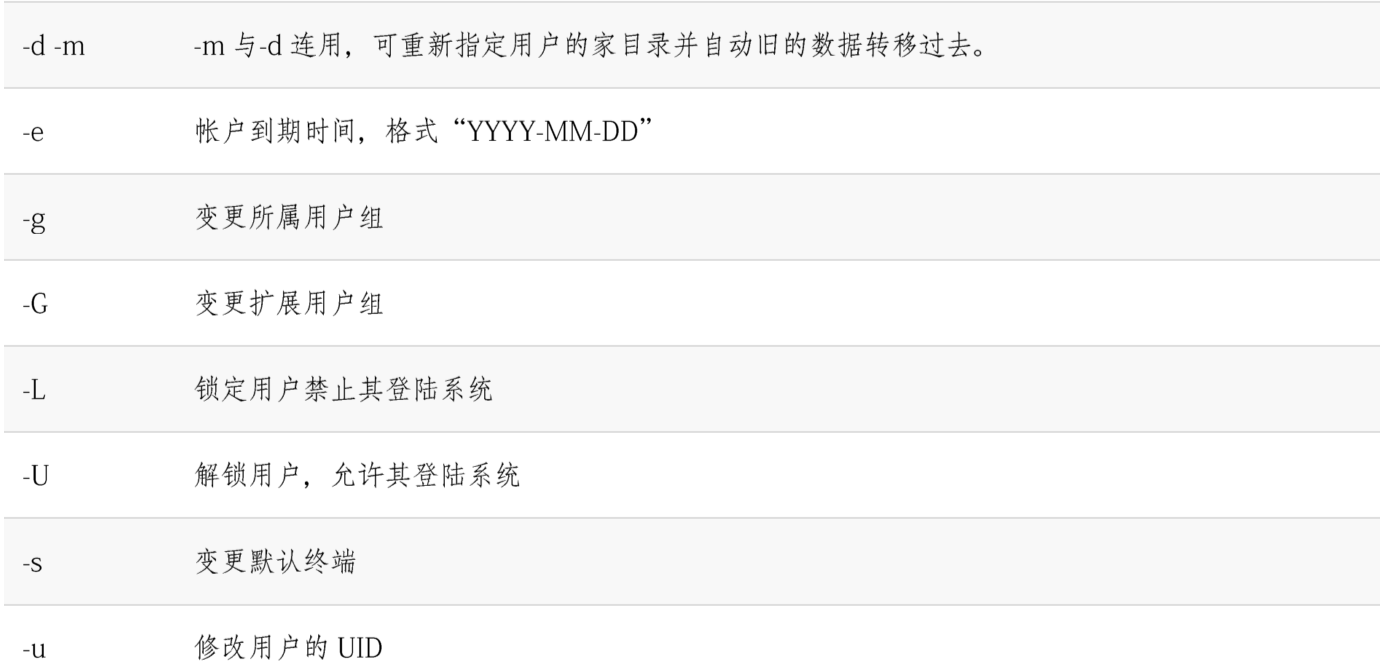 -d -m -m 与-d 连用，可重新指定用户的家目录并自动旧的数据转移过去。
-e 帐户到期时间，格式“YYYY-MM-DD”
-g 变更所属用户组
-G 变更扩展用户组
-L 锁定用户禁止其登陆系统
-U 解锁用户，允许其登陆系统
-s 变更默认终端
-u 修改用户的 UID